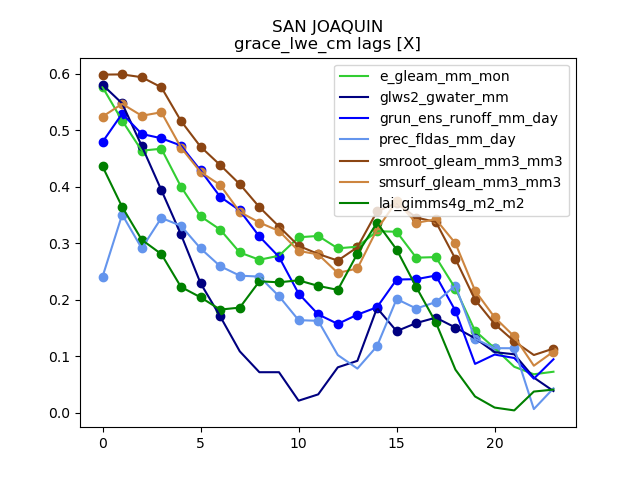 SAN JOAQUIN
grace_lwe_cm lags [X]
e_gleam_mm_mon
glws2_gwater_mm
grun_ens_runoff_mm_day
prec_fldas_mm_day
smroot_gleam_mm3_mm3
smsurf_gleam_mm3_mm3
lai_gimms4g_m2_m2
0.6
0.5
0.4
0.3
0.2
0.1
0.0
0 5 10 15 20